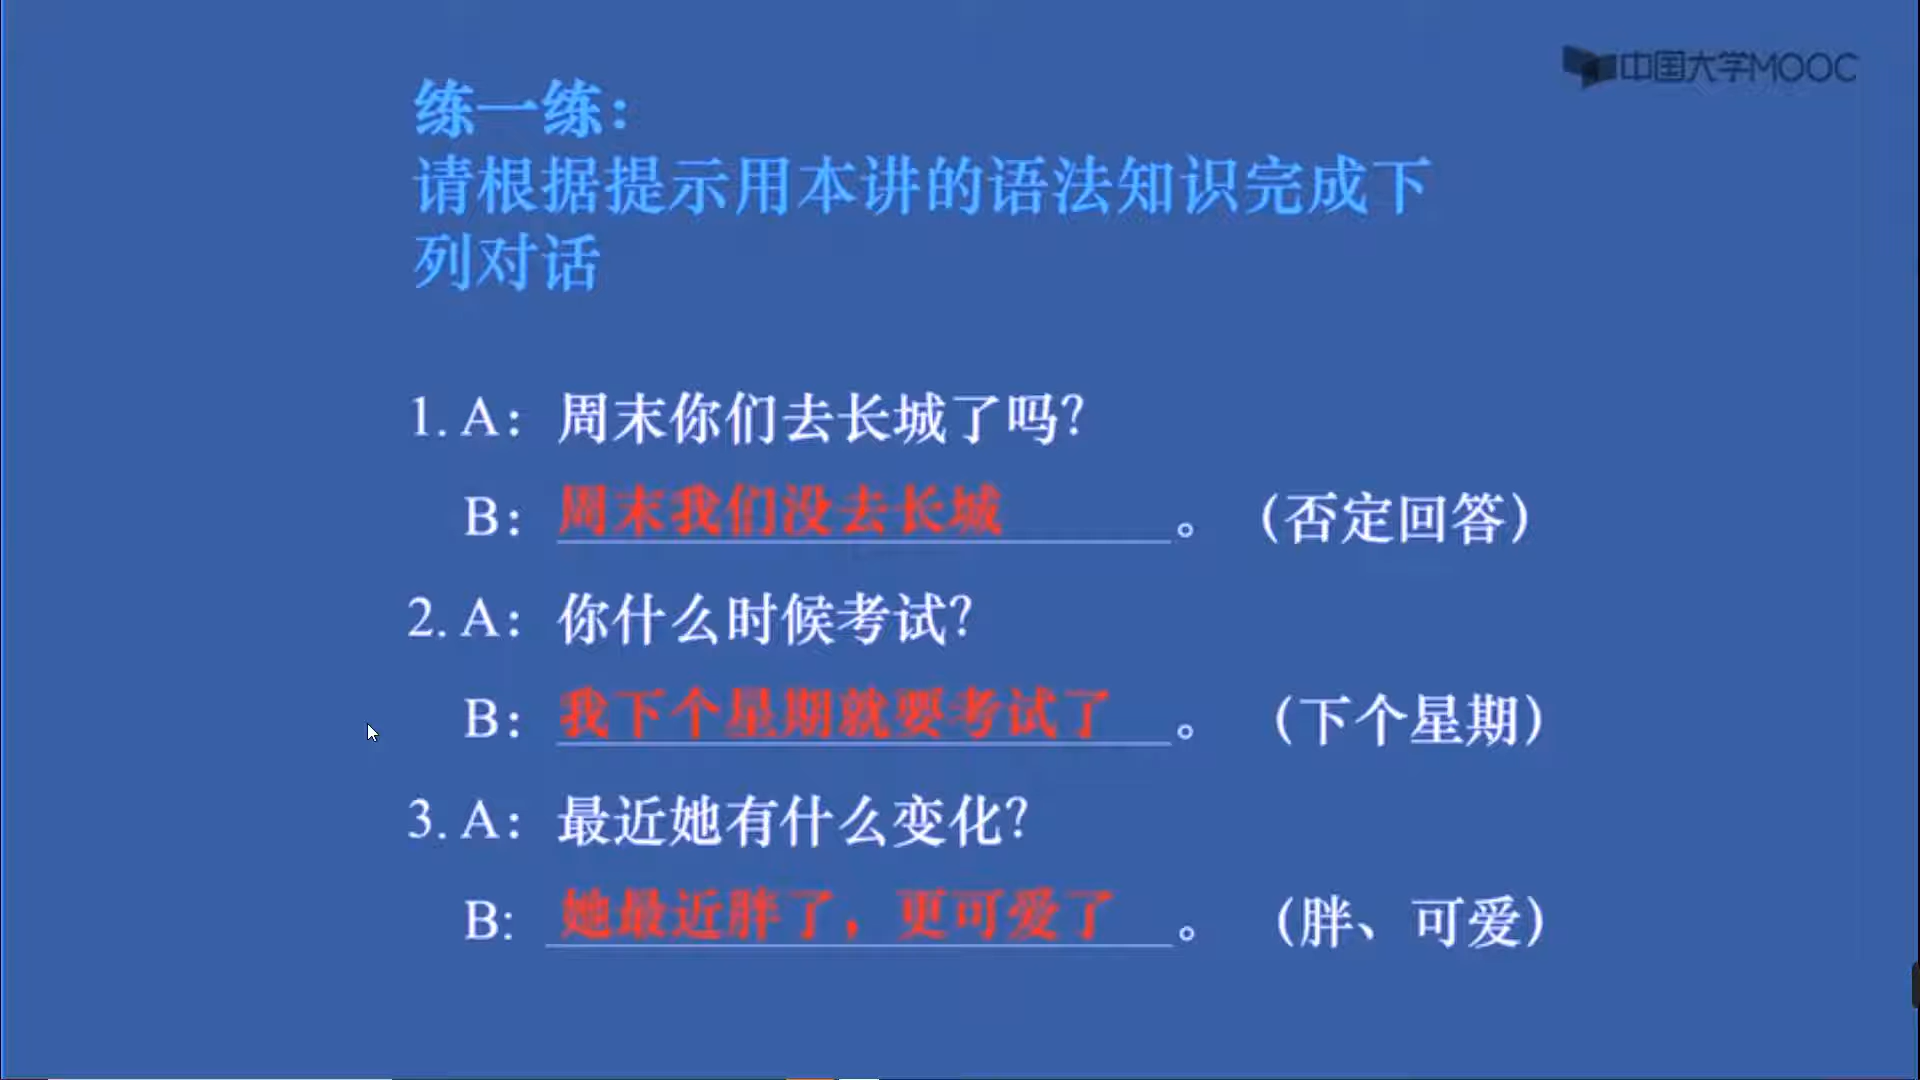 中国大学MOOC
练一练：
请根据提示用本讲的语法知识完成下
列对话
1. A：周末你们去长城了吗？
B：周末我们没去长城。（否定回答）
2. A：你什么时候考试？
B：我下个星期就要考试了。（下个星期）
3. A：最近她有什么变化？
B: 她最近胖了，更可爱了。（胖、可爱）